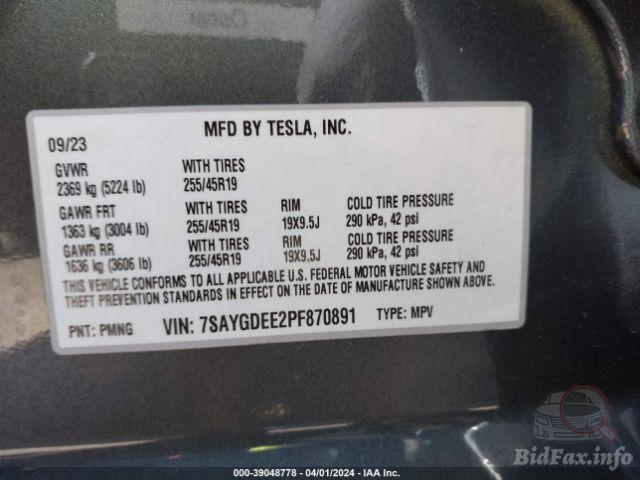 MFD BY TESLA, INC.
09/23
GVWR WITH TIRES
2369 kg (5224 lb) 255/45R19
GAWR FRT WITH TIRES RIM COLD TIRE PRESSURE
1363 kg (3004 lb) 255/45R19 19X9.5J 290 kPa, 42 psi
GAWR RR WITH TIRES RIM COLD TIRE PRESSURE
1636 kg (3606 lb) 255/45R19 19X9.5J 290 kPa, 42 psi
THIS VEHICLE CONFORMS TO ALL APPLICABLE U.S. FEDERAL MOTOR VEHICLE SAFETY AND
THEFT PREVENTION STANDARDS IN EFFECT ON THE DATE OF MANUFACTURE SHOWN ABOVE.
PNT: PMNG VIN: 7SAYGDEE2PF870891 TYPE: MPV
BidFax.info
000-39048778 - 04/01/2024 - IAA Inc.